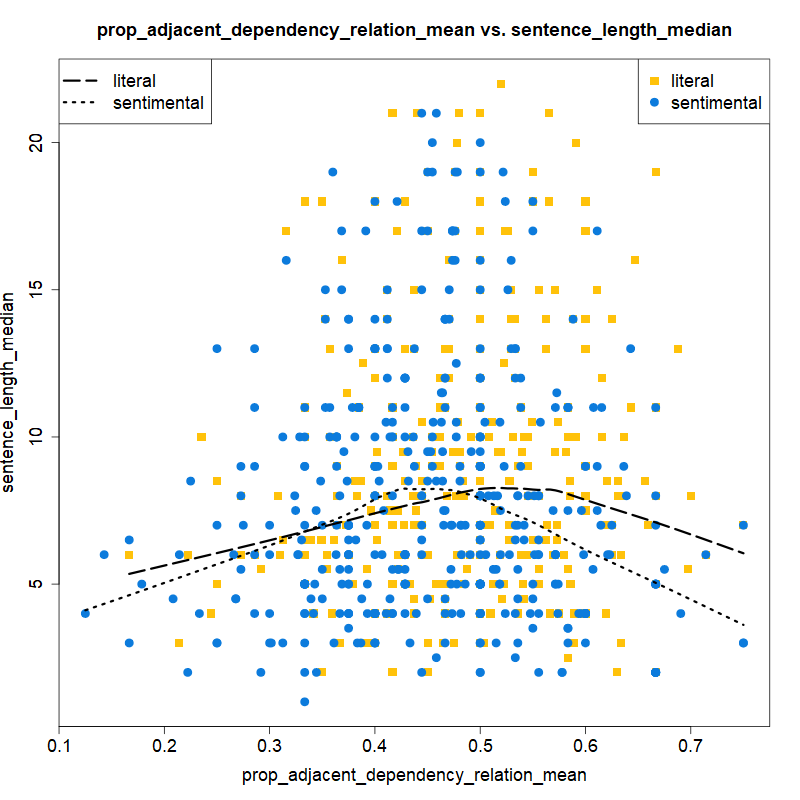 prop_adjacent_dependency_relation_mean vs. sentence_length_median
literal
sentimental
literal
sentimental
sentence_length_median
20
15
10
5
0.1 0.2 0.3 0.4 0.5 0.6 0.7
prop_adjacent_dependency_relation_mean